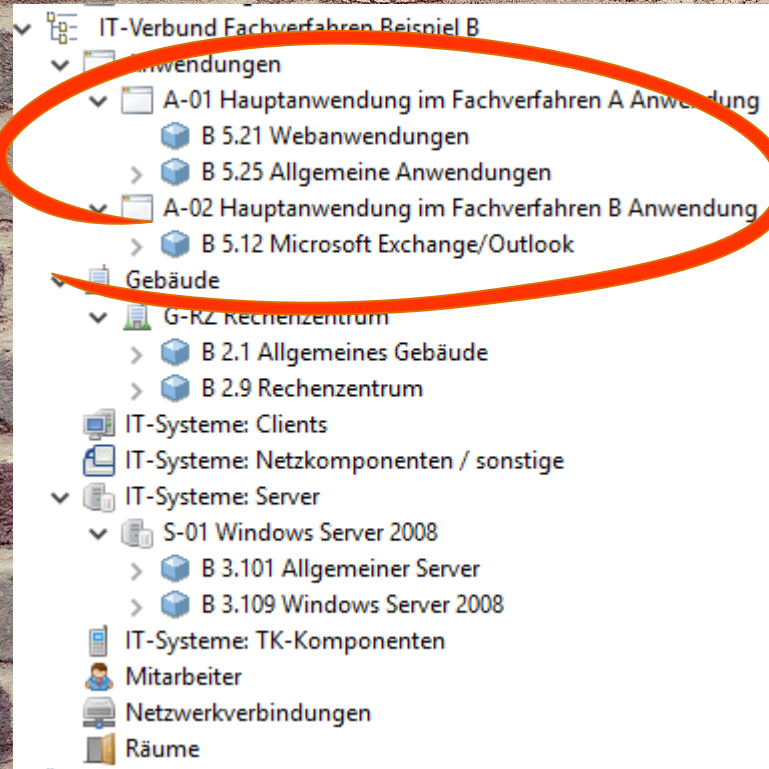 IT-Verbund Fachverfahren Beispiel B
Anwendungen
A-01 Hauptanwendung im Fachverfahren A Anwendung
B 5.21 Webanwendungen
B 5.25 Allgemeine Anwendungen
A-02 Hauptanwendung im Fachverfahren B Anwendung
B 5.12 Microsoft Exchange/Outlook
Gebäude
G-RZ Rechenzentrum
B 2.1 Allgemeines Gebäude
B 2.9 Rechenzentrum
IT-Systeme: Clients
IT-Systeme: Netzkomponenten / sonstige
IT-Systeme: Server
S-01 Windows Server 2008
B 3.101 Allgemeiner Server
B 3.109 Windows Server 2008
IT-Systeme: TK-Komponenten
Mitarbeiter
Netzwerkverbindungen
Räume